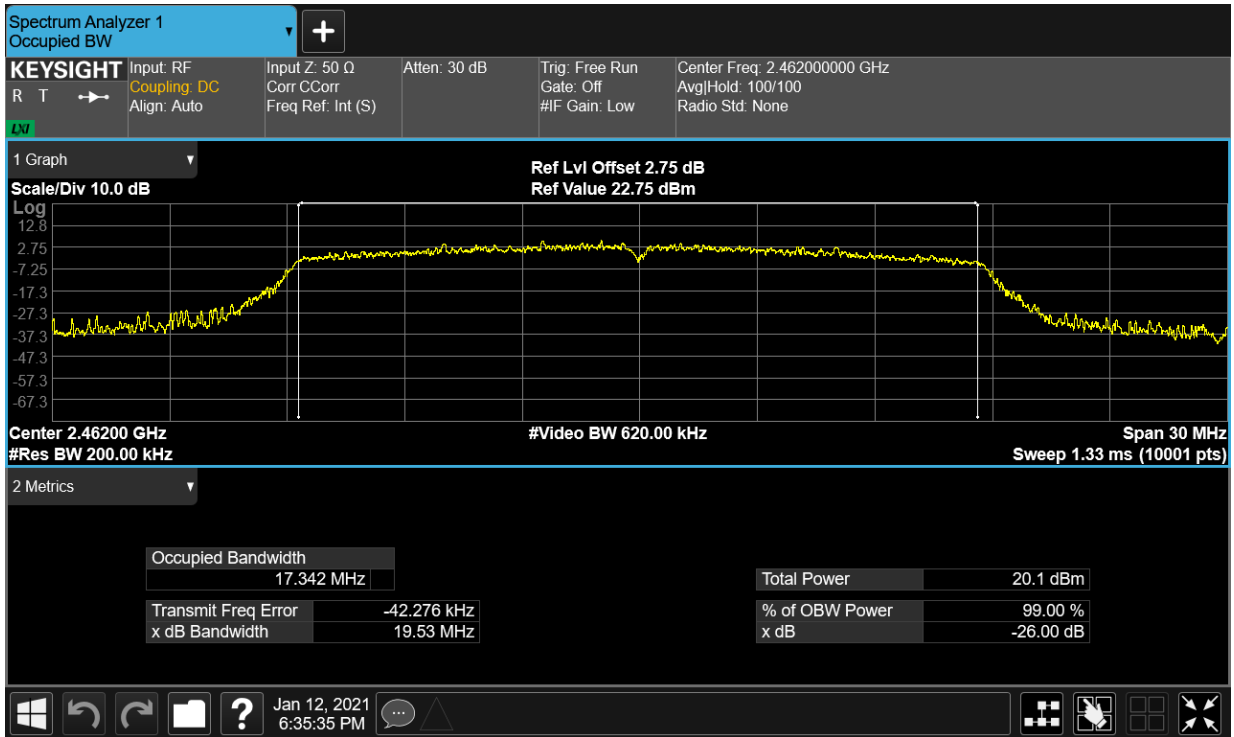 Spectrum Analyzer 1
Occupied BW
KEYSIGHT
R T
LXI
Input: RF
Coupling: DC
Align: Auto
Input Z: 50 Ω
Corr CCorr
Freq Ref: Int (S)
Atten: 30 dB
Trig: Free Run
Gate: Off
#IF Gain: Low
Center Freq: 2.462000000 GHz
Avg|Hold: 100/100
Radio Std: None
1 Graph
Scale/Div 10.0 dB
Ref Lvl Offset 2.75 dB
Ref Value 22.75 dBm
Log
12.8
2.75
-7.25
-17.3
-27.3
-37.3
-47.3
-57.3
-67.3
Center 2.46200 GHz
#Video BW 620.00 kHz
Span 30 MHz
#Res BW 200.00 kHz
Sweep 1.33 ms (10001 pts)
2 Metrics
Occupied Bandwidth
17.342 MHz
Total Power 20.1 dBm
Transmit Freq Error -42.276 kHz
% of OBW Power 99.00 %
x dB Bandwidth 19.53 MHz
x dB -26.00 dB
?
Jan 12, 2021
6:35:35 PM